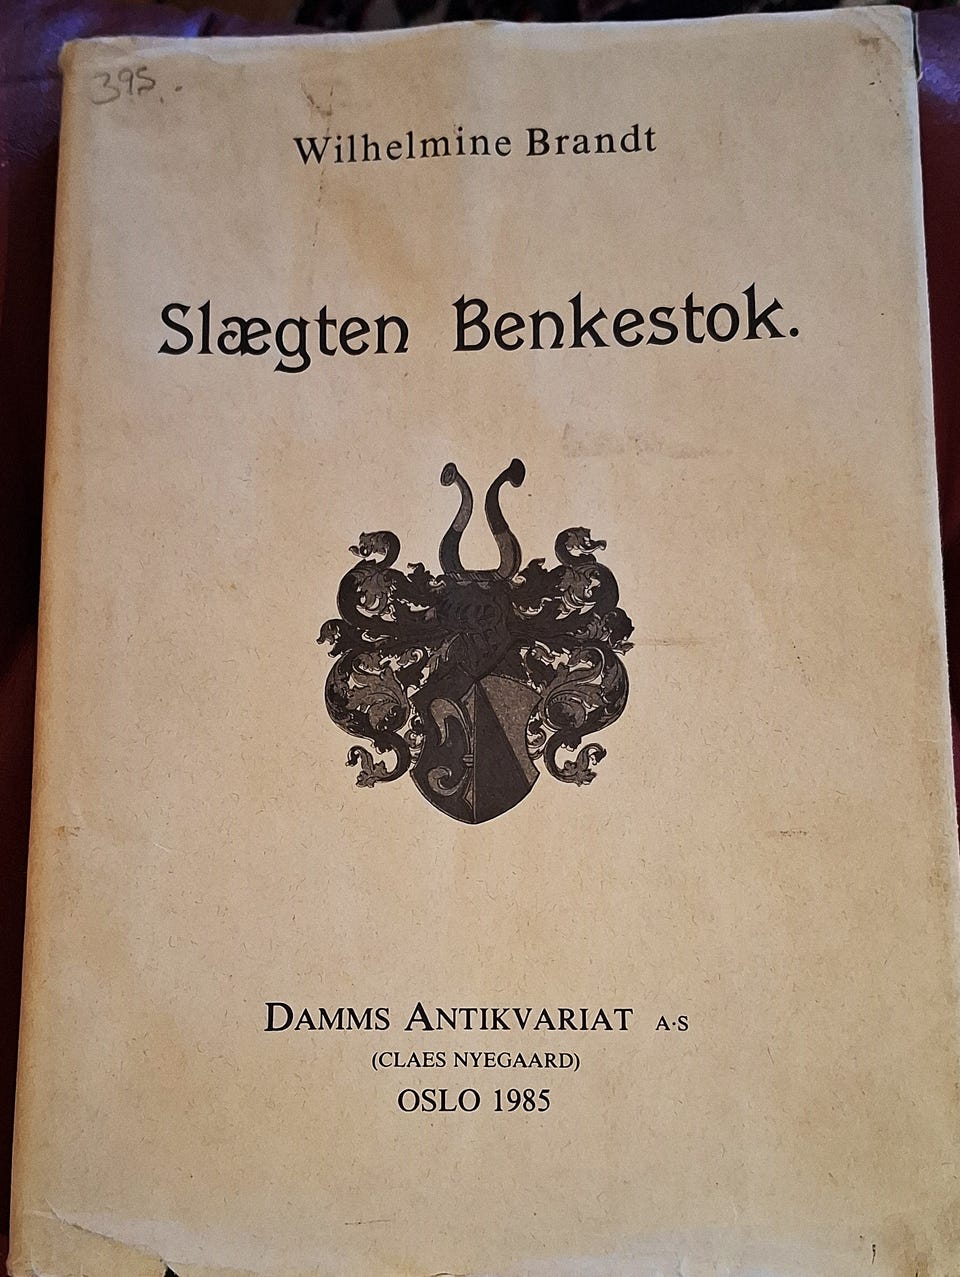 395.-
Wilhelmine Brandt
Slægten Benkestok.
DAMMS ANTIKVARIAT A·S
(CLAES NYEGAARD)
OSLO 1985